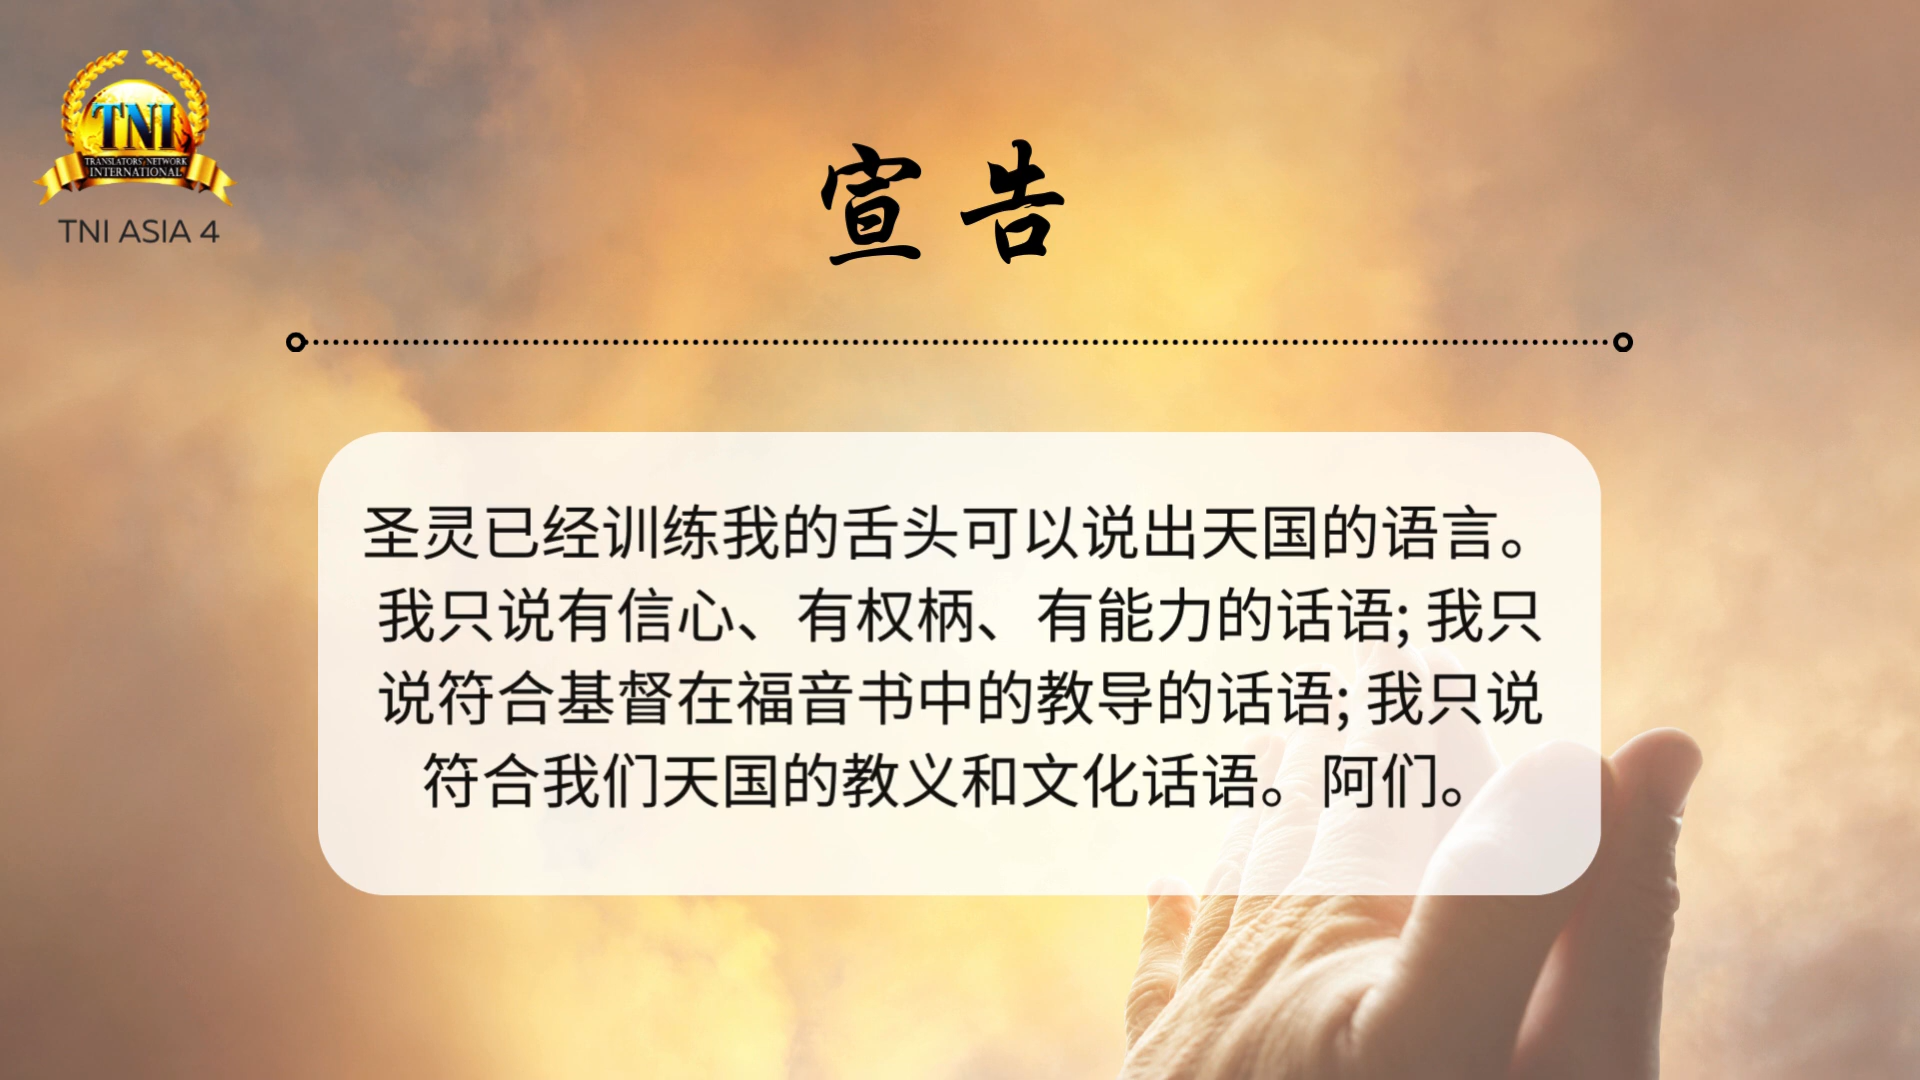 TNI
TRANSLATORS NETWORK
INTERNATIONAL
TNI ASIA 4
宣告
圣灵已经训练我的舌头可以说出天国的语言。
我只说有信心、有权柄、有能力的话语; 我只
说符合基督在福音书中的教导的话语; 我只说
符合我们天国的教义和文化话语。阿们。